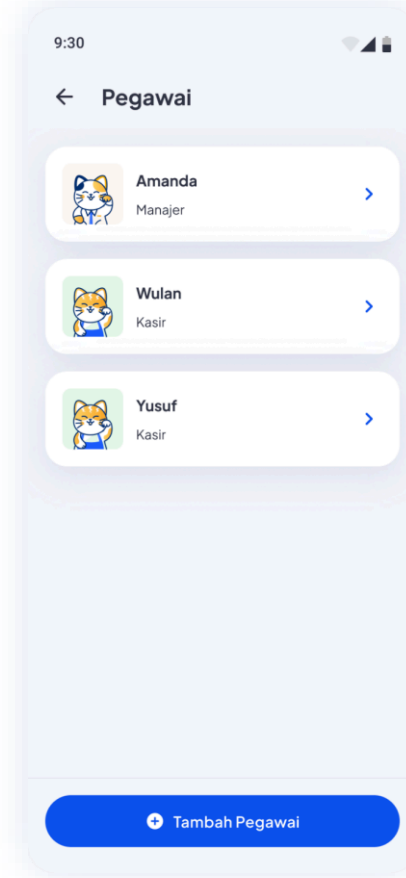 9:30
Pegawai
Amanda
Manajer
Wulan
Kasir
Yusuf
Kasir
Tambah Pegawai